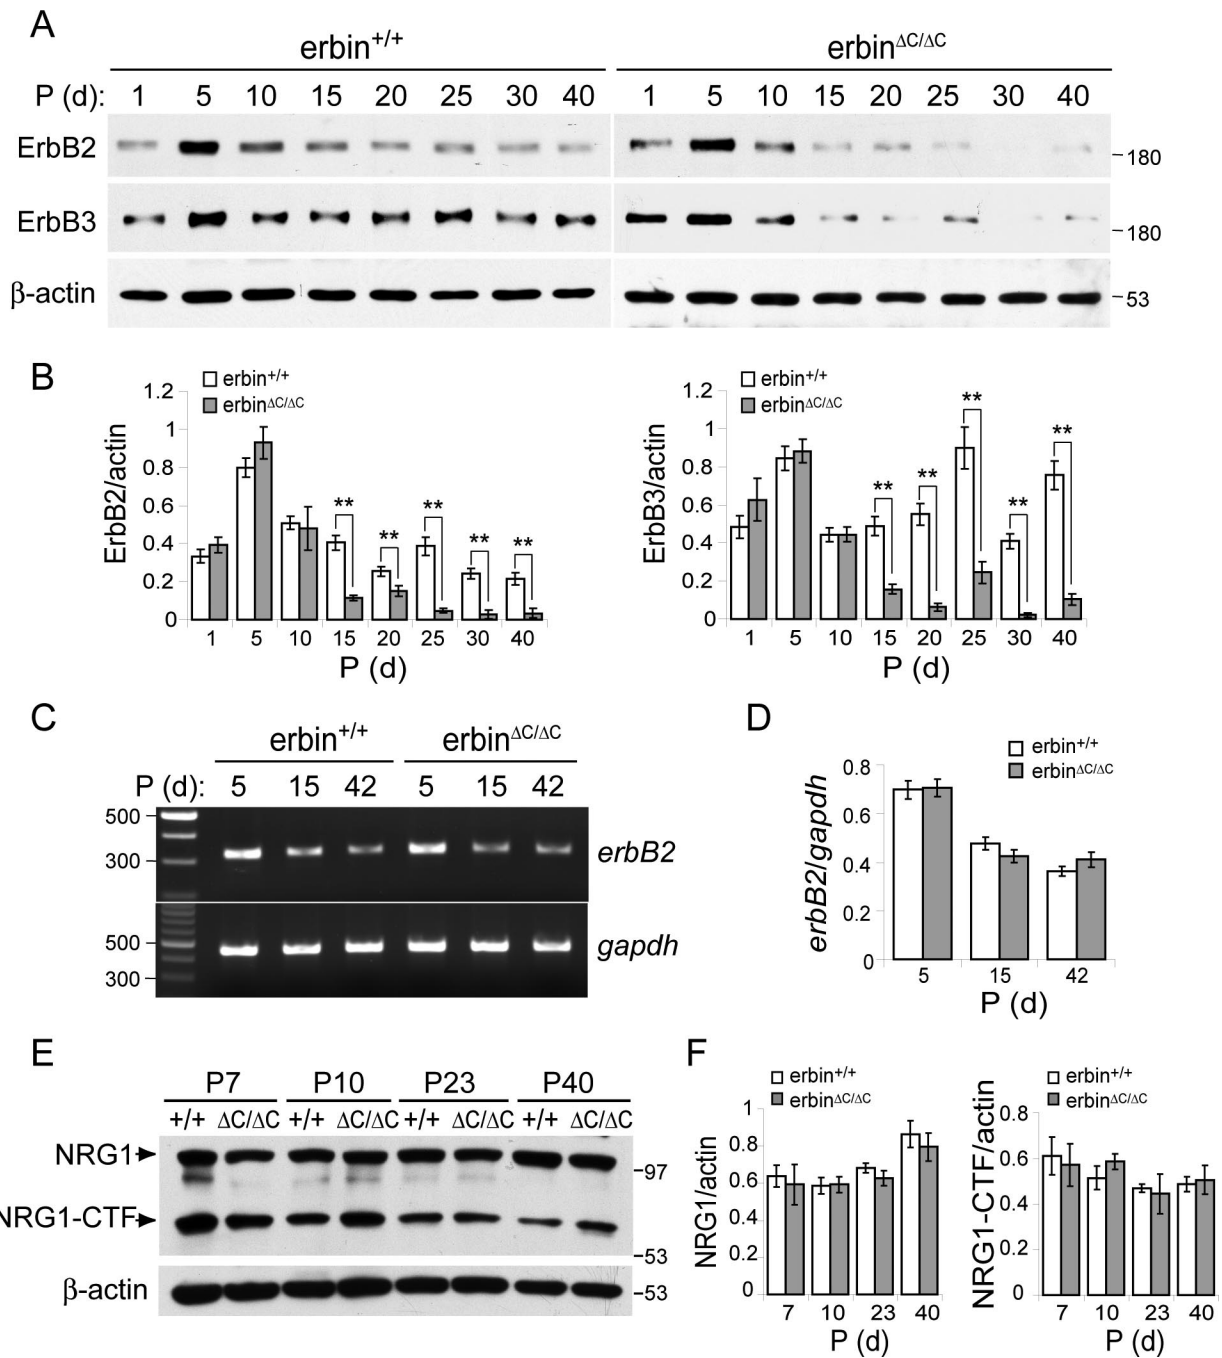 A
erbin+/+ erbinΔC/ΔC
P (d): 1 5 10 15 20 25 30 40 1 5 10 15 20 25 30 40
ErbB2 180
ErbB3 180
β-actin 53
B
erbin+/+
erbinΔC/ΔC
ErbB2/actin
1.2
1
0.8
0.6
0.4
0.2
0
** ** ** ** **
1 5 10 15 20 25 30 40
P (d)
erbin+/+
erbinΔC/ΔC
ErbB3/actin
1.2
1
0.8
0.6
0.4
0.2
0
** ** ** ** **
1 5 10 15 20 25 30 40
P (d)
C
erbin+/+ erbinΔC/ΔC
P (d): 5 15 42 5 15 42
500
300
erbB2
500
300
gapdh
D
erbin+/+
erbinΔC/ΔC
erbB2/gapdh
0.8
0.6
0.4
0.2
0
5 15 42
P (d)
E
P7 P10 P23 P40
+/+ ΔC/ΔC +/+ ΔC/ΔC +/+ ΔC/ΔC +/+ ΔC/ΔC
NRG1 97
NRG1-CTF
53
β-actin 53
F
erbin+/+
erbinΔC/ΔC
NRG1/actin
1
0.8
0.6
0.4
0.2
0
7 10 23 40
P (d)
erbin+/+
erbinΔC/ΔC
NRG1-CTF/actin
0.8
0.6
0.4
0.2
0
7 10 23 40
P (d)